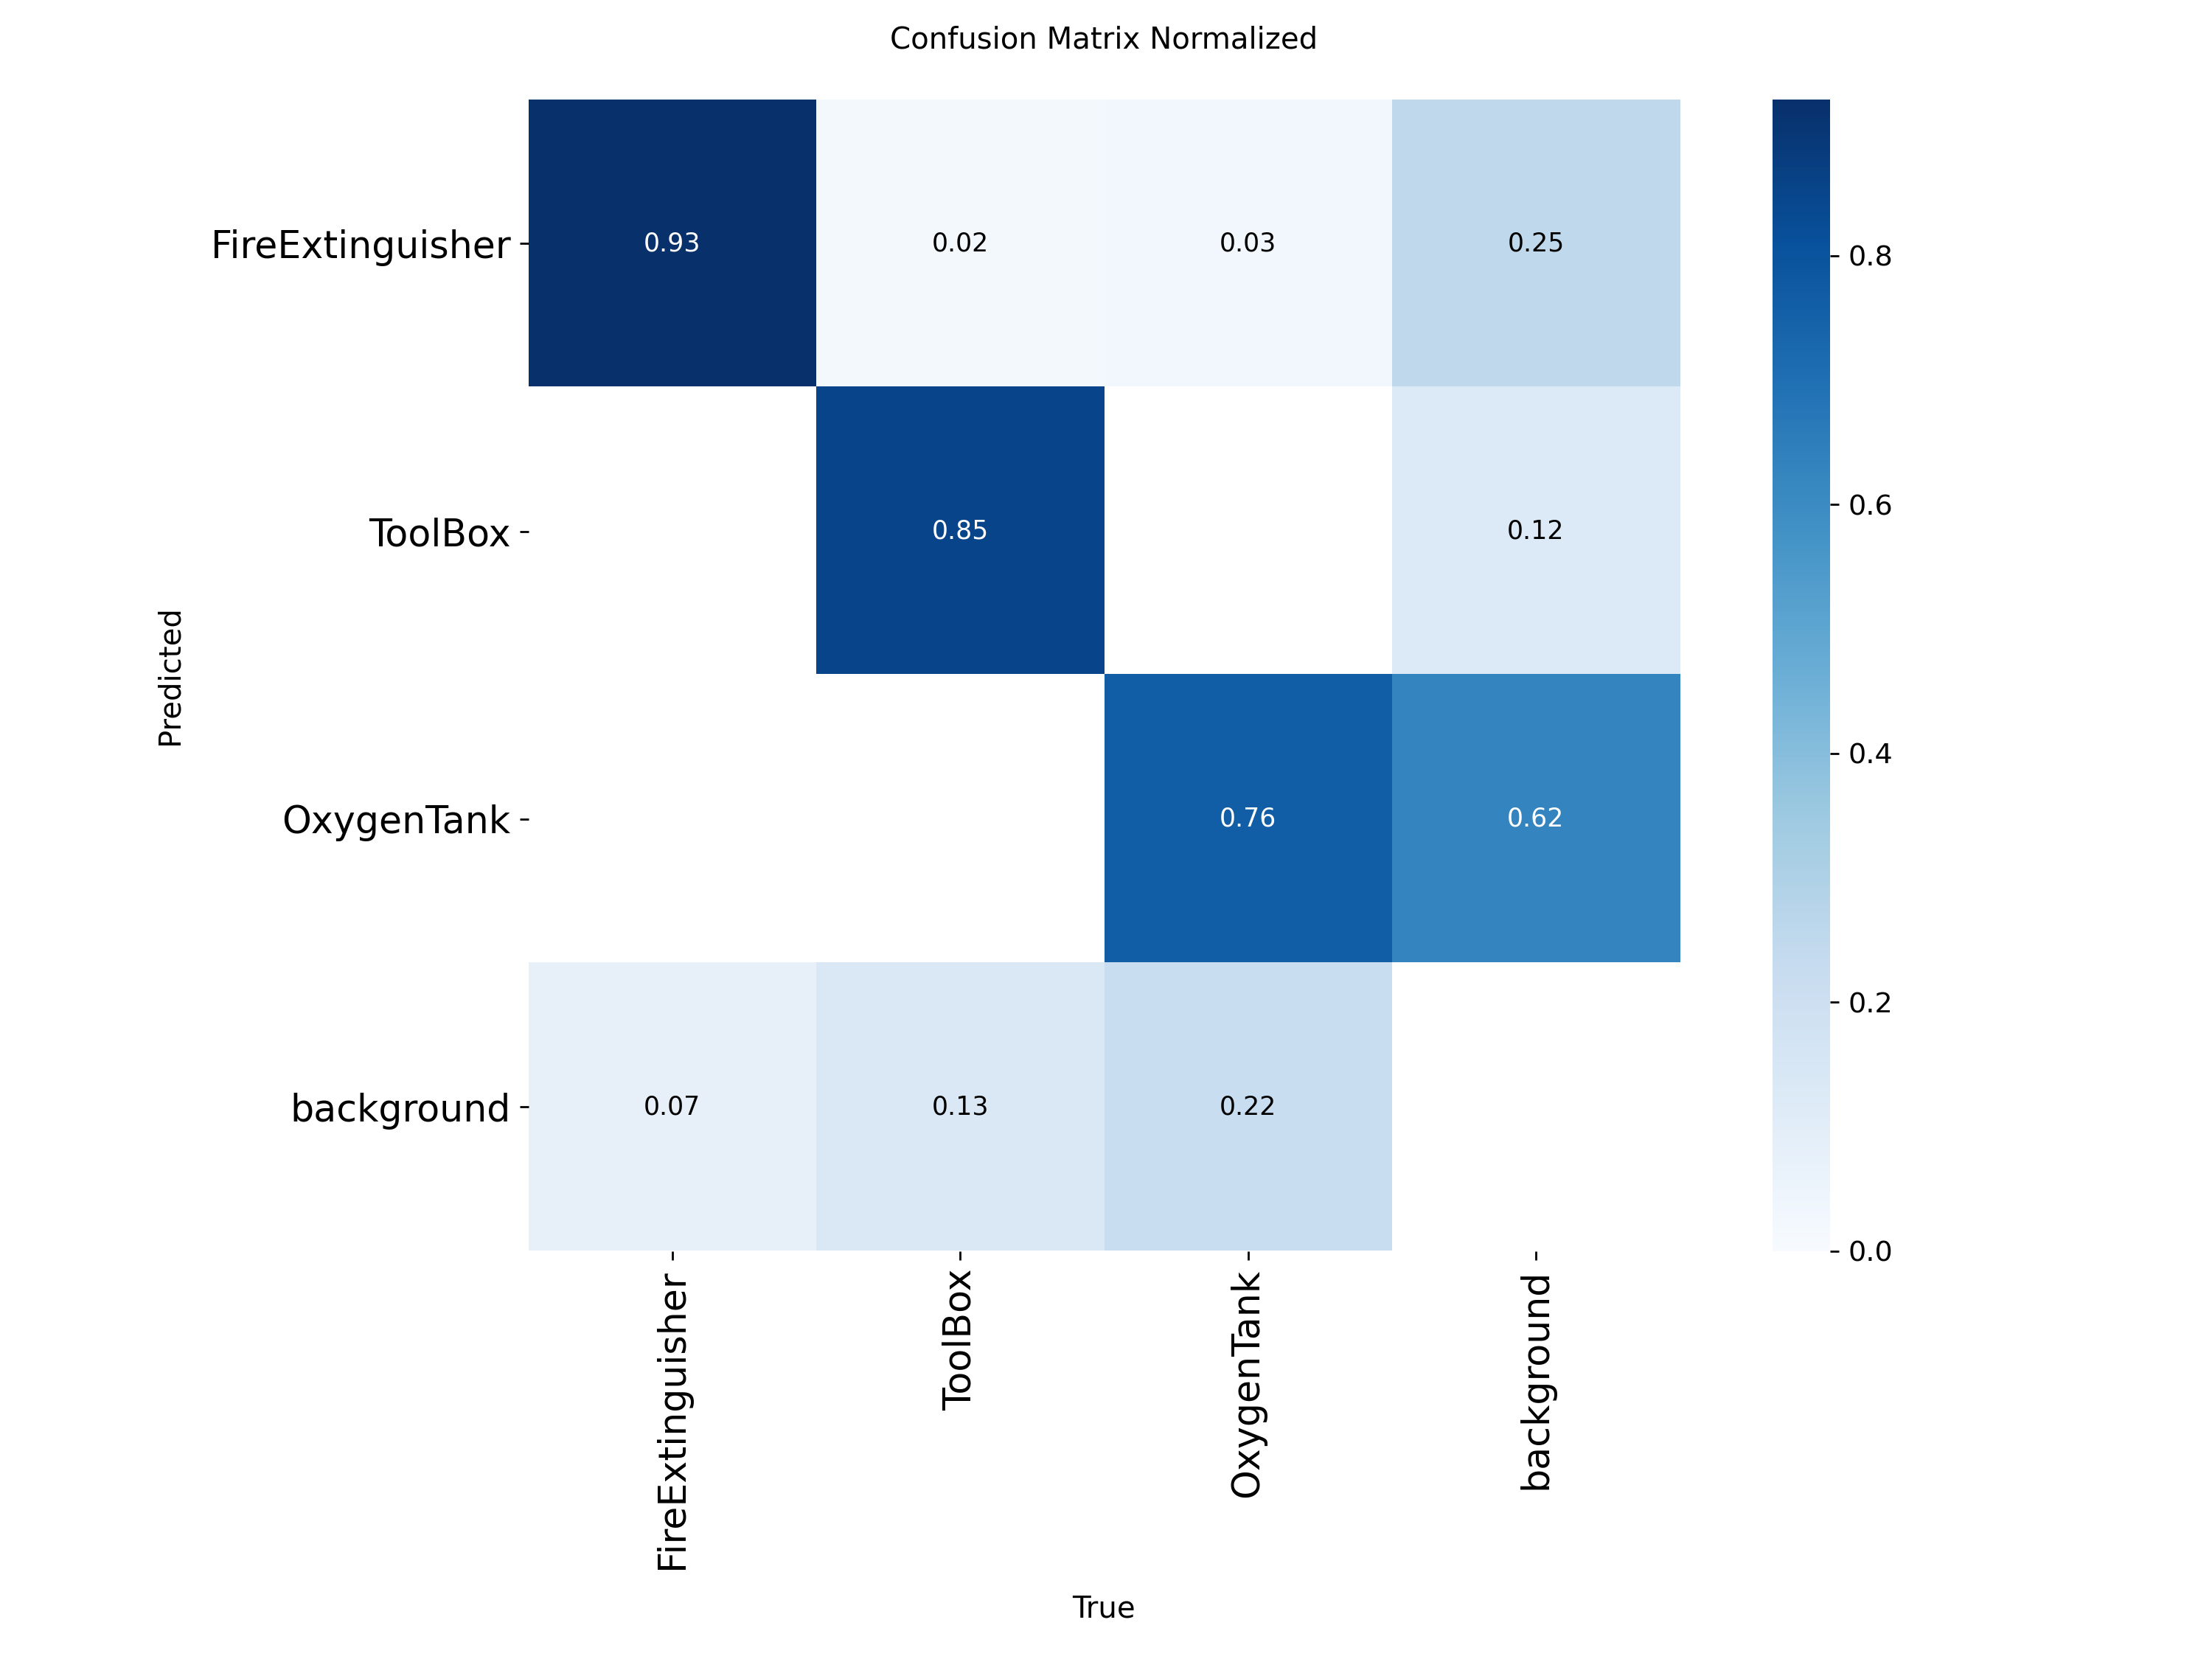 Confusion Matrix Normalized
Predicted
FireExtinguisher
0.93 0.02 0.03 0.25
ToolBox
0.85 0.12
OxygenTank
0.76 0.62
background
0.07 0.13 0.22
FireExtinguisher
ToolBox
OxygenTank
background
True
0.8
0.6
0.4
0.2
0.0